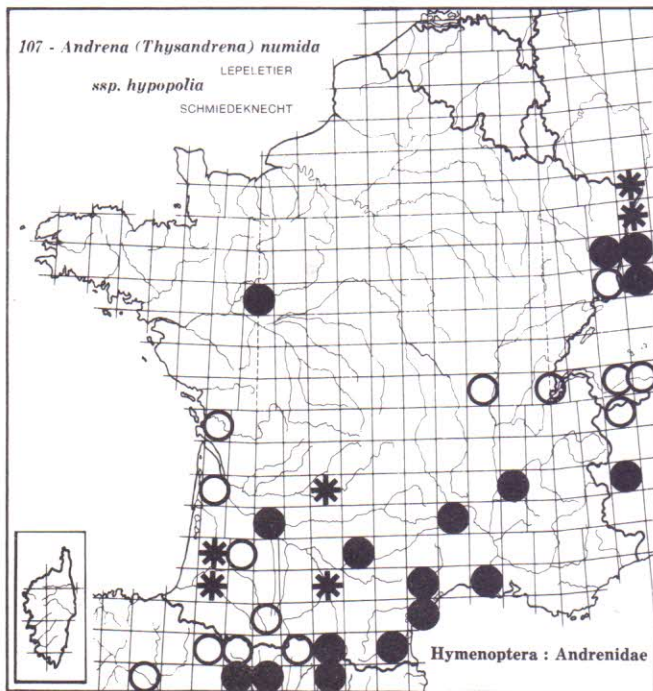 107 - Andrena (Thysandrena) numida
LEPELETIER
ssp. hypopolia
SCHMIEDEKNECHT
Hymenoptera : Andrenidae